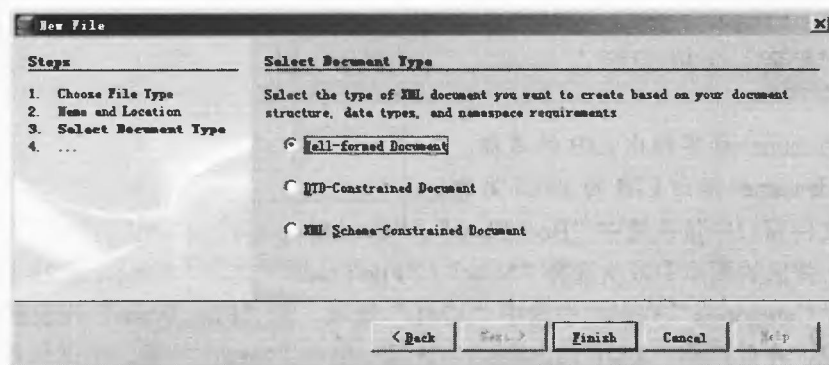 New File
Steps
1. Choose File Type
2. Name and Location
3. Select Document Type
4. ...
Select Document Type
Select the type of XML document you want to create based on your document
structure, data types, and namespace requirements
Well-formed Document
DTD-Constrained Document
XML Schema-Constrained Document
< Back
Next >
Finish
Cancel
Help